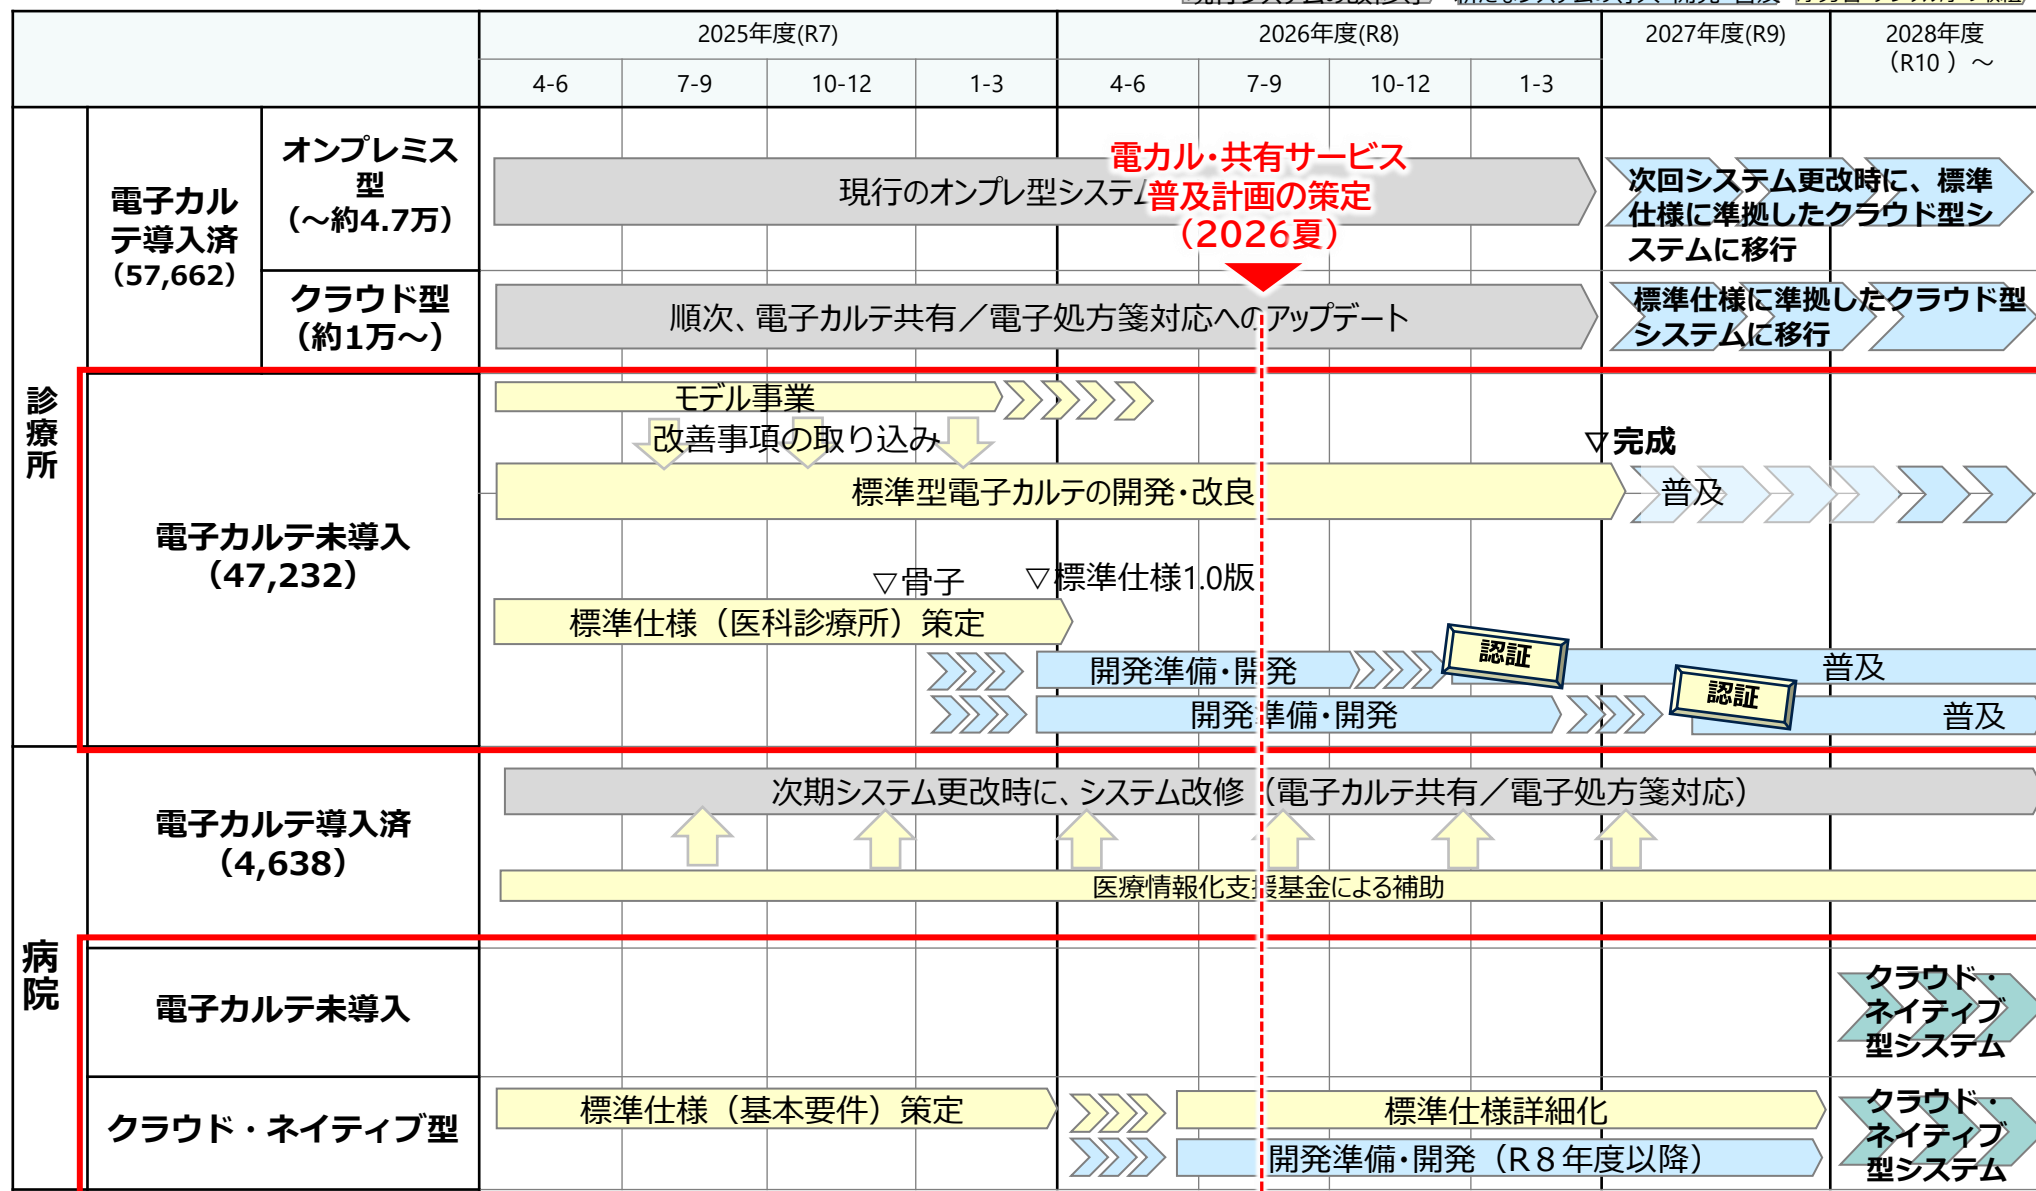 2025年度(R7)
2026年度(R8)
2027年度(R9)
2028年度
（R10 ）～
4-6
7-9
10-12
1-3
4-6
7-9
10-12
1-3
診療所
電子カル
テ導入済
（57,662）
オンプレミス
型
（～約4.7万）
現行のオンプレ型システム
電カル・共有サービス
普及計画の策定
（2026夏）
次回システム更改時に、標準
仕様に準拠したクラウド型シ
ステムに移行
クラウド型
（約1万～）
順次、電子カルテ共有／電子処方箋対応へのアップデート
標準仕様に準拠したクラウド型
システムに移行
電子カルテ未導入
（47,232）
モデル事業
改善事項の取り込み
▽完成
標準型電子カルテの開発・改良
普及
▽骨子
▽標準仕様1.0版
標準仕様（医科診療所）策定
開発準備・開発
認証
普及
開発準備・開発
認証
普及
病院
電子カルテ導入済
（4,638）
次期システム更改時に、システム改修（電子カルテ共有／電子処方箋対応）
医療情報化支援基金による補助
電子カルテ未導入
クラウド・
ネイティブ
型システム
クラウド・ネイティブ型
標準仕様（基本要件）策定
標準仕様詳細化
開発準備・開発（R８年度以降）
クラウド・
ネイティブ
型システム